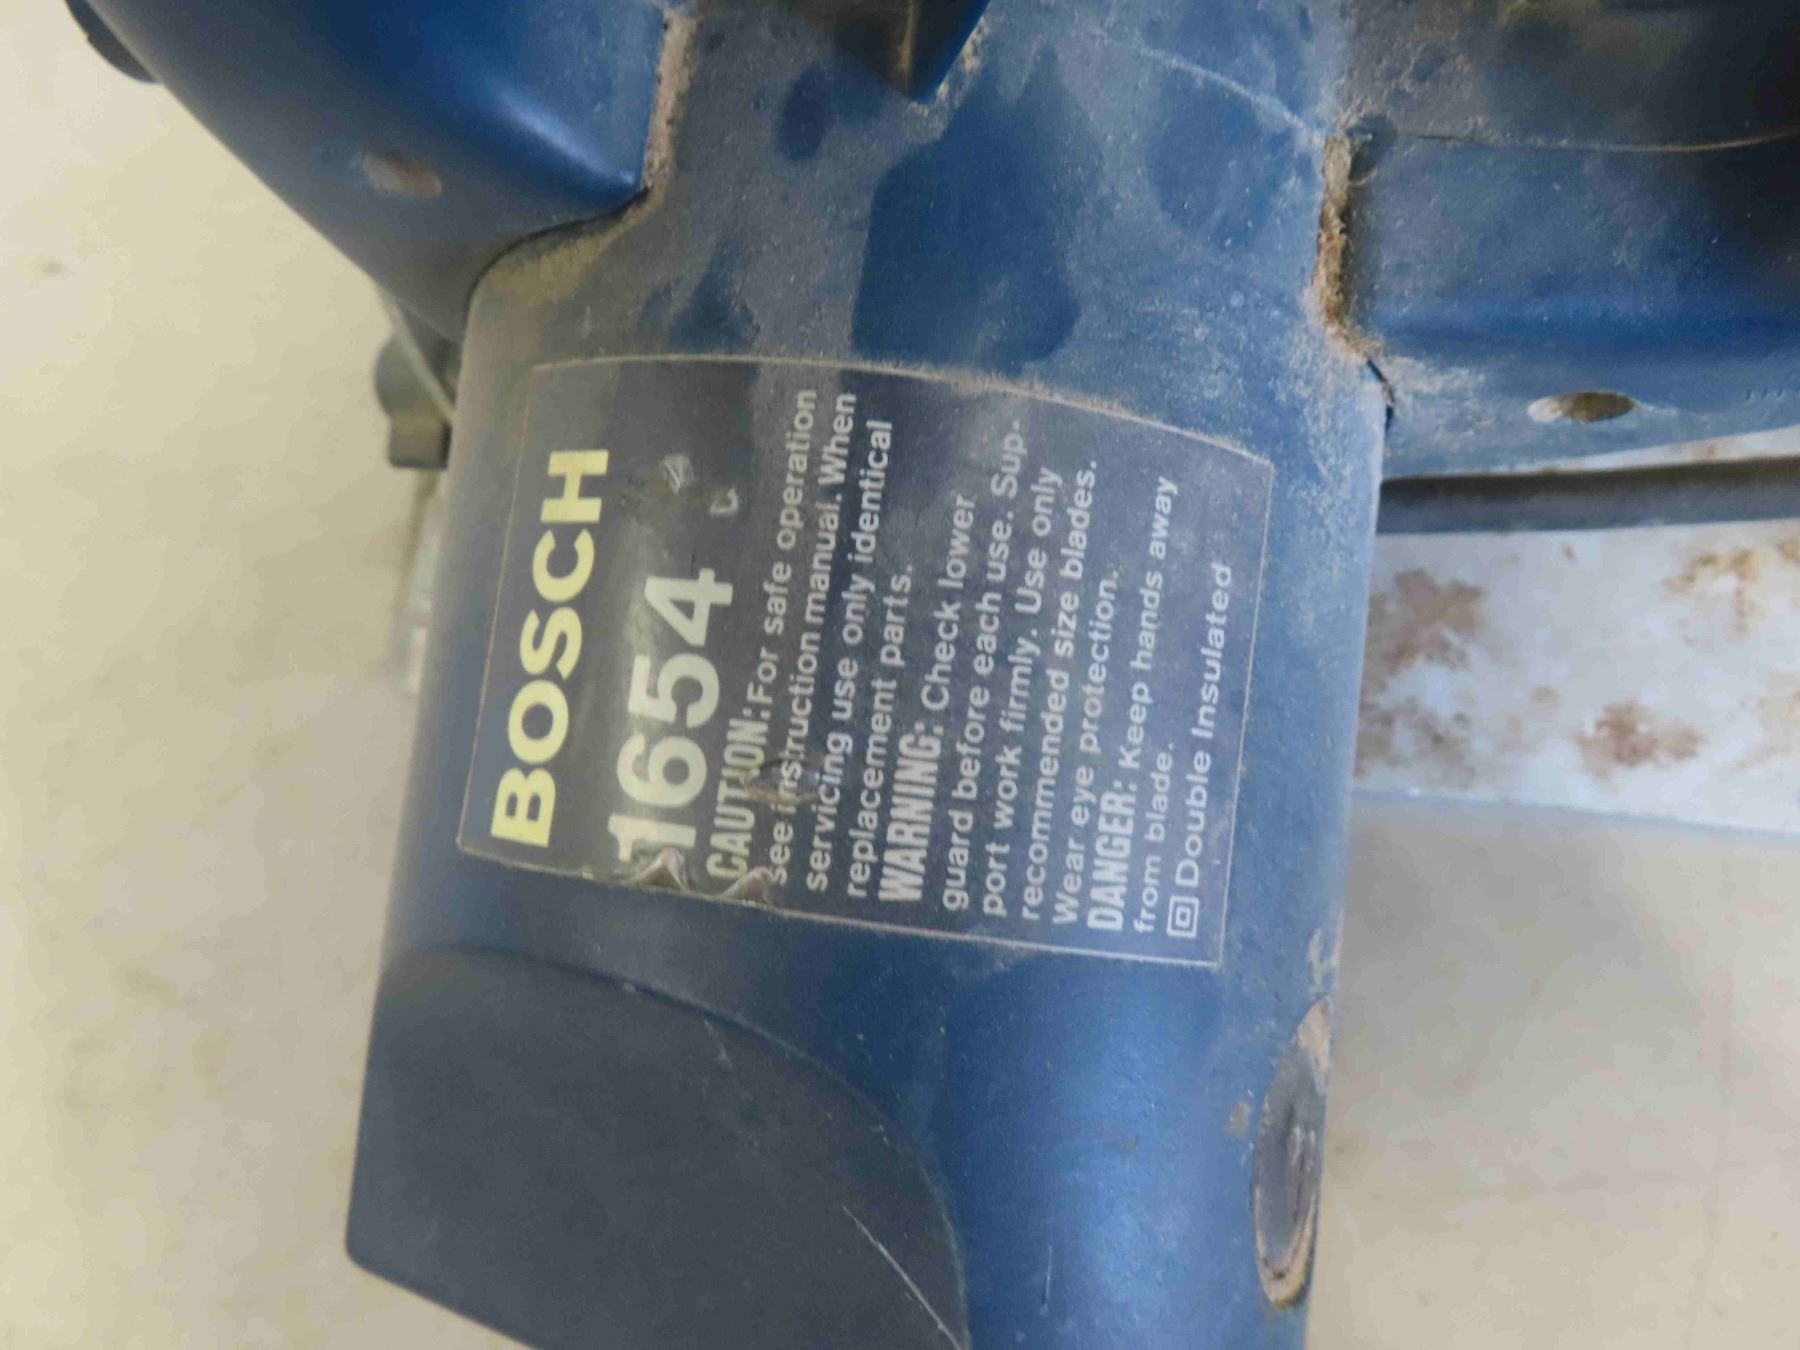 BOSCH
1654
CAUTION: For safe operation
see instruction manual. When
servicing use only identical
replacement parts.
WARNING: Check lower
guard before each use. Sup-
port work firmly. Use only
recommended size blades.
Wear eye protection.
DANGER: Keep hands away
from blade.
Double Insulated